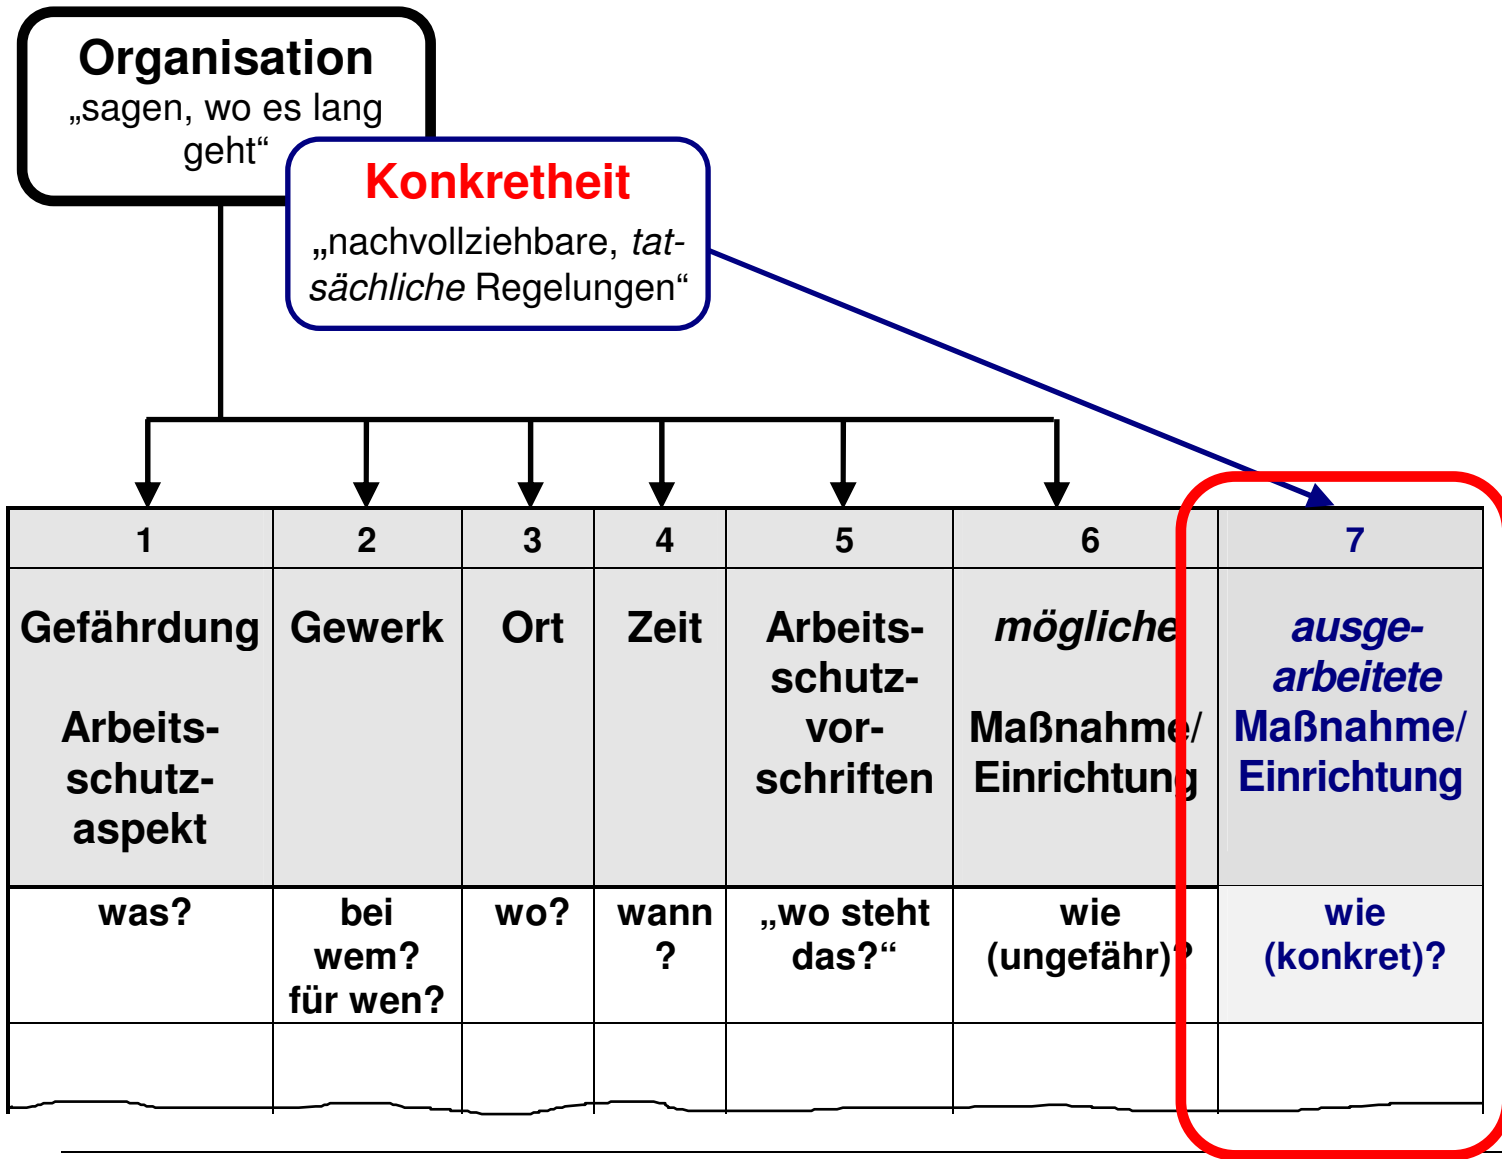 Organisation
„sagen, wo es lang
geht“
Konkretheit
„nachvollziehbare, tat-
sächliche Regelungen“
1
2
3
4
5
6
7
Gefährdung
Arbeits-
schutz-
aspekt
Gewerk
Ort
Zeit
Arbeits-
schutz-
vor-
schriften
mögliche
Maßnahme/
Einrichtung
ausge-
arbeitete
Maßnahme/
Einrichtung
was?
bei
wem?
für wen?
wo?
wann
?
„wo steht
das?“
wie
(ungefähr)?
wie
(konkret)?